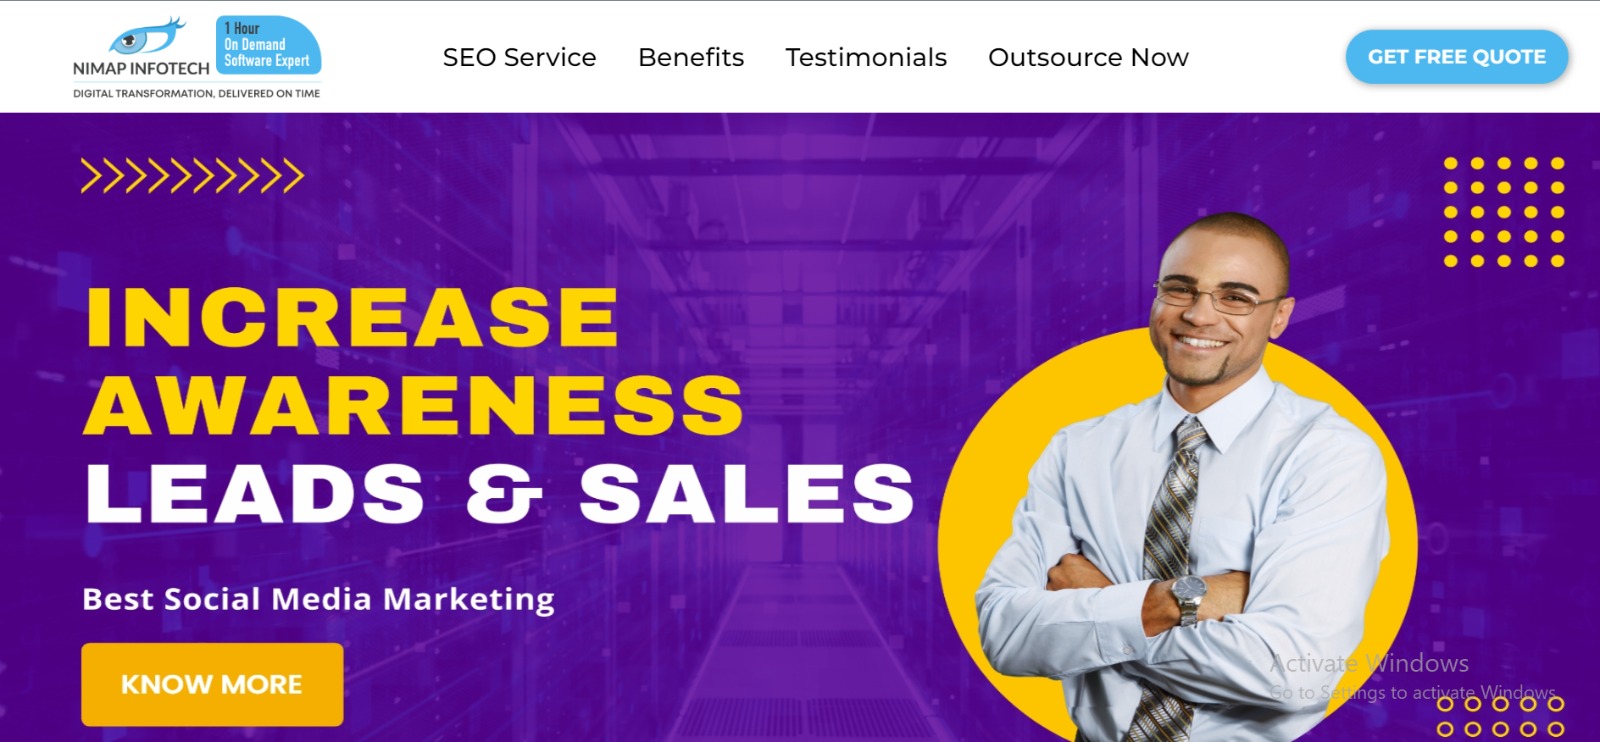 1 Hour
On Demand
Software Expert
NIMAP INFOTECH
DIGITAL TRANSFORMATION, DELIVERED ON TIME
SEO Service
Benefits
Testimonials
Outsource Now
GET FREE QUOTE
INCREASE
AWARENESS
LEADS & SALES
Best Social Media Marketing
KNOW MORE
Activate Windows
Go to Settings to activate Windows.